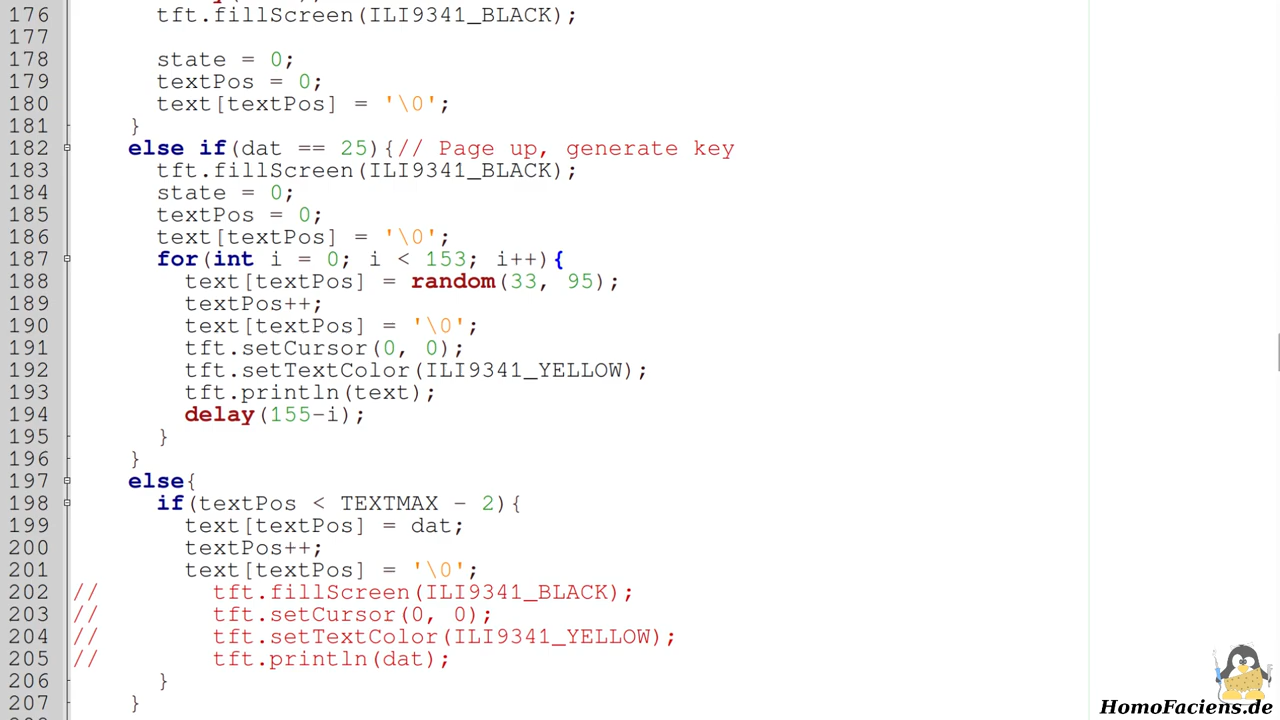 176 tft.fillScreen(ILI9341_BLACK);
177
178 state = 0;
179 textPos = 0;
180 text[textPos] = '\0';
181 }
182 else if(dat == 25){// Page up, generate key
183 tft.fillScreen(ILI9341_BLACK);
184 state = 0;
185 textPos = 0;
186 text[textPos] = '\0';
187 for(int i = 0; i < 153; i++){
188 text[textPos] = random(33, 95);
189 textPos++;
190 text[textPos] = '\0';
191 tft.setCursor(0, 0);
192 tft.setTextColor(ILI9341_YELLOW);
193 tft.println(text);
194 delay(155-i);
195 }
196 }
197 else{
198 if(textPos < TEXTMAX - 2){
199 text[textPos] = dat;
200 textPos++;
201 text[textPos] = '\0';
202 // tft.fillScreen(ILI9341_BLACK);
203 // tft.setCursor(0, 0);
204 // tft.setTextColor(ILI9341_YELLOW);
205 // tft.println(dat);
206 }
207 }
HomoFaciens.de